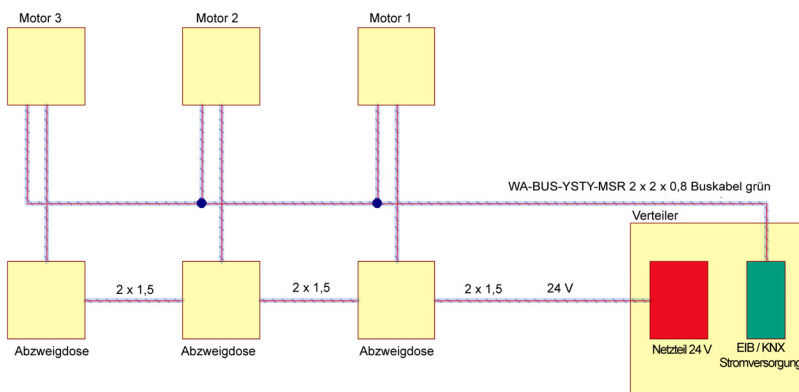 Motor 3
Motor 2
Motor 1
WA-BUS-YSTY-MSR 2 x 2 x 0,8 Buskabel grün
Verteiler
2 x 1,5
2 x 1,5
2 x 1,5
24 V
Abzweigdose
Abzweigdose
Abzweigdose
Netzteil 24 V
EIB / KNX
Stromversorgung